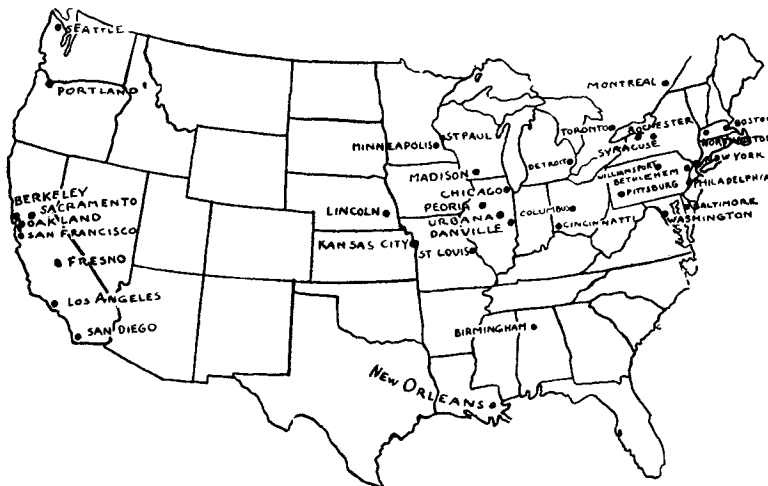 SEATTLE
PORTLAND
MONTREAL
MINNEAPOLIS
ST PAUL
TORONTO
ROCHESTER
BOSTON
SYRACUSE
MADISON
DETROIT
WILLIAMSPORT
NEW YORK
BETHLEHEM
CHICAGO
PITTSBURG
PHILADELPHIA
BERKELEY
SACRAMENTO
OAKLAND
SAN FRANCISCO
PEORIA
LINCOLN
COLUMBUS
BALTIMORE
URBANA
WASHINGTON
DANVILLE
CINCINNATTI
KANSAS CITY
ST LOUIS
FRESNO
LOS ANGELES
SAN DIEGO
BIRMINGHAM
NEW ORLEANS